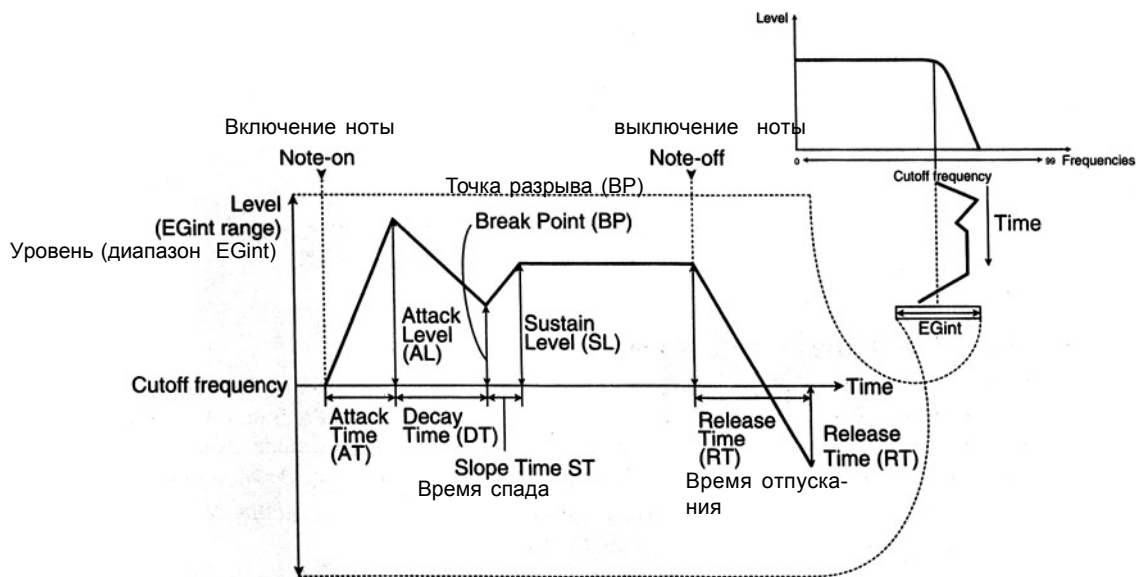 Level
0
99
Frequencies
Cutoff frequency
Time
EGint
Включение ноты
выключение ноты
Note-on
Note-off
Точка разрыва (BP)
Level
(EGint range)
Break Point (BP)
Уровень (диапазон EGint)
Attack
Level
(AL)
Sustain
Level (SL)
Cutoff frequency
Time
Attack
Time
(AT)
Decay
Time (DT)
Slope Time ST
Время спада
Release
Time
(RT)
Время отпуска-
ния
Release
Time (RT)